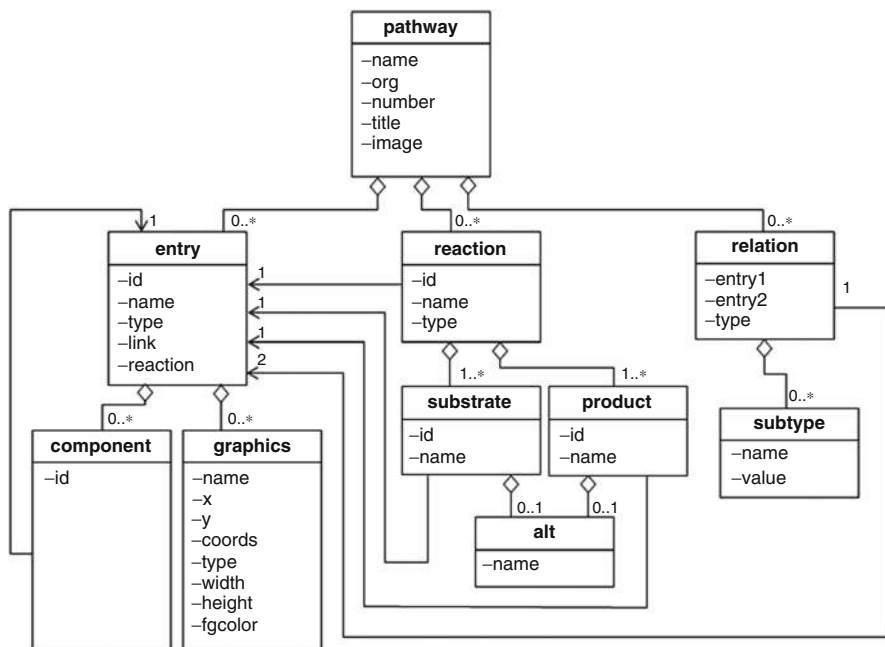 pathway
–name
–org
–number
–title
–image
1
0..*
0..*
0..*
entry
–id
–name
–type
–link
–reaction
1
1
1
2
reaction
–id
–name
–type
relation
–entry1
–entry2
–type
1
0..*
0..*
1..*
1..*
0..*
component
–id
graphics
–name
–x
–y
–coords
–type
–width
–height
–fgcolor
substrate
–id
–name
product
–id
–name
subtype
–name
–value
0..1
0..1
alt
–name